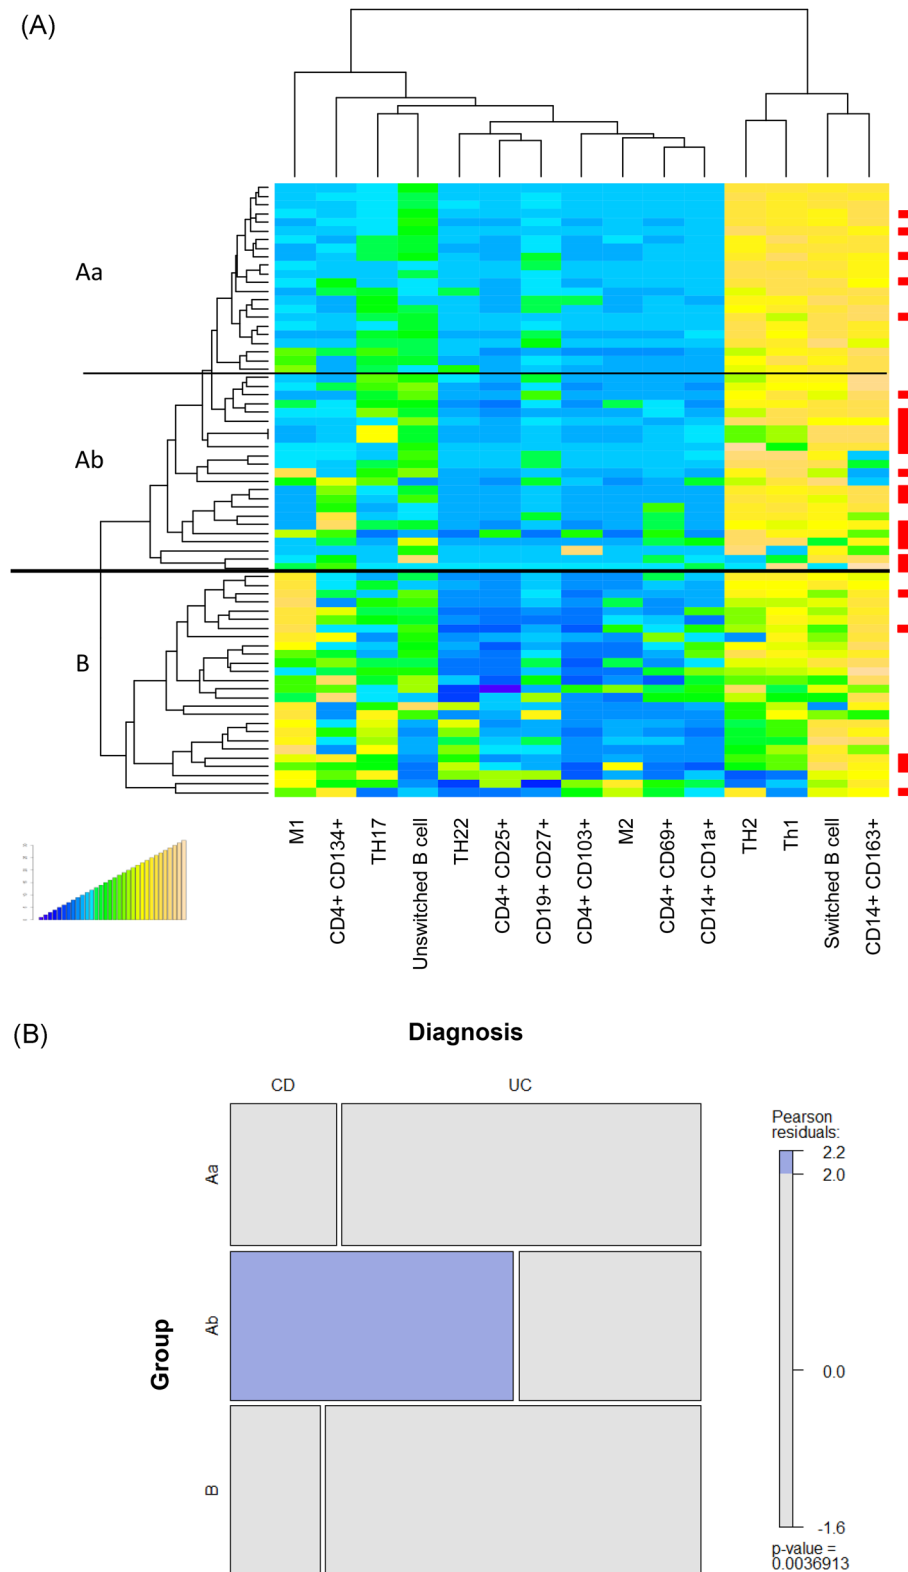 (A)
Aa
Ab
B
M1
CD4+ CD134+
TH17
Unswitched B cell
TH22
CD4+ CD25+
CD19+ CD27+
CD4+ CD103+
M2
CD4+ CD69+
CD14+ CD1a+
TH2
Th1
Switched B cell
CD14+ CD163+
(B)
Diagnosis
CD
UC
Group
Aa
Ab
B
Pearson
residuals:
2.2
2.0
0.0
-1.6
p-value =
0.0036913